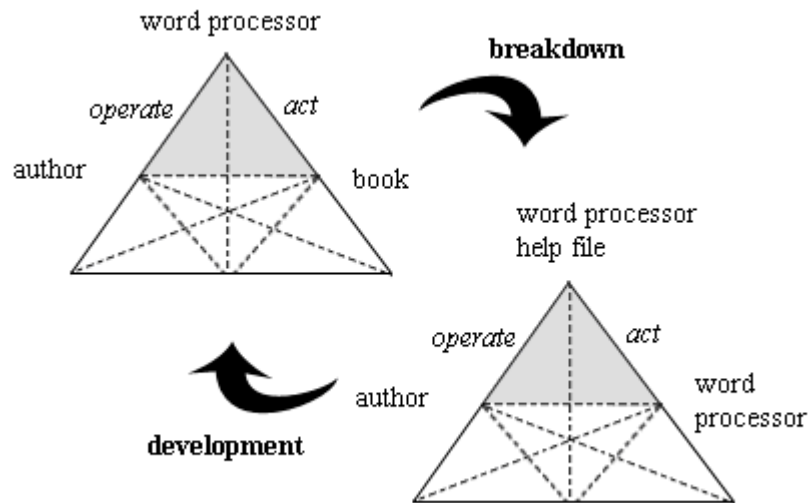 word processor
breakdown
operate
act
author
book
word processor
help file
operate
act
author
word
processor
development